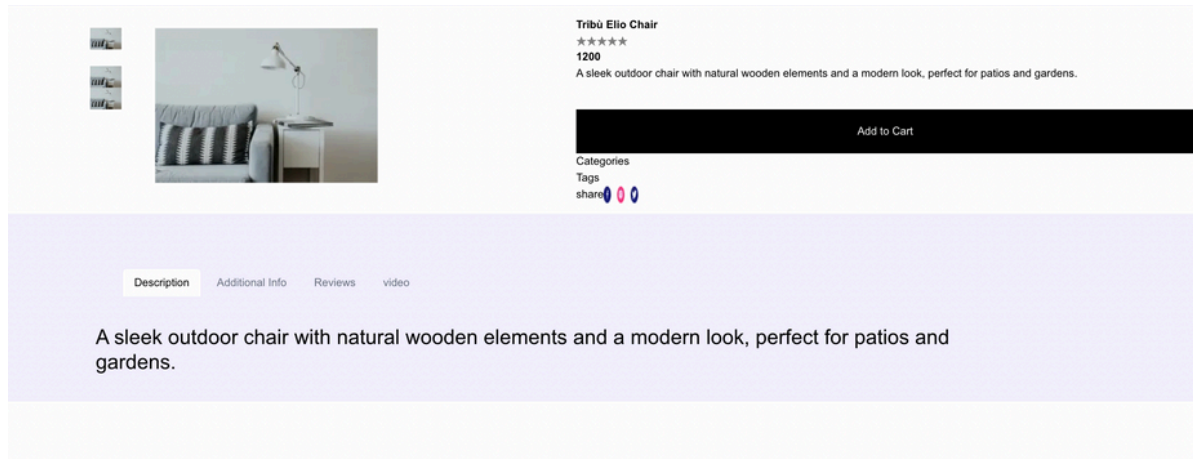 Tribù Elio Chair
★★★★★
1200
A sleek outdoor chair with natural wooden elements and a modern look, perfect for patios and gardens.
Add to Cart
Categories
Tags
share
Description Additional Info Reviews video
A sleek outdoor chair with natural wooden elements and a modern look, perfect for patios and
gardens.